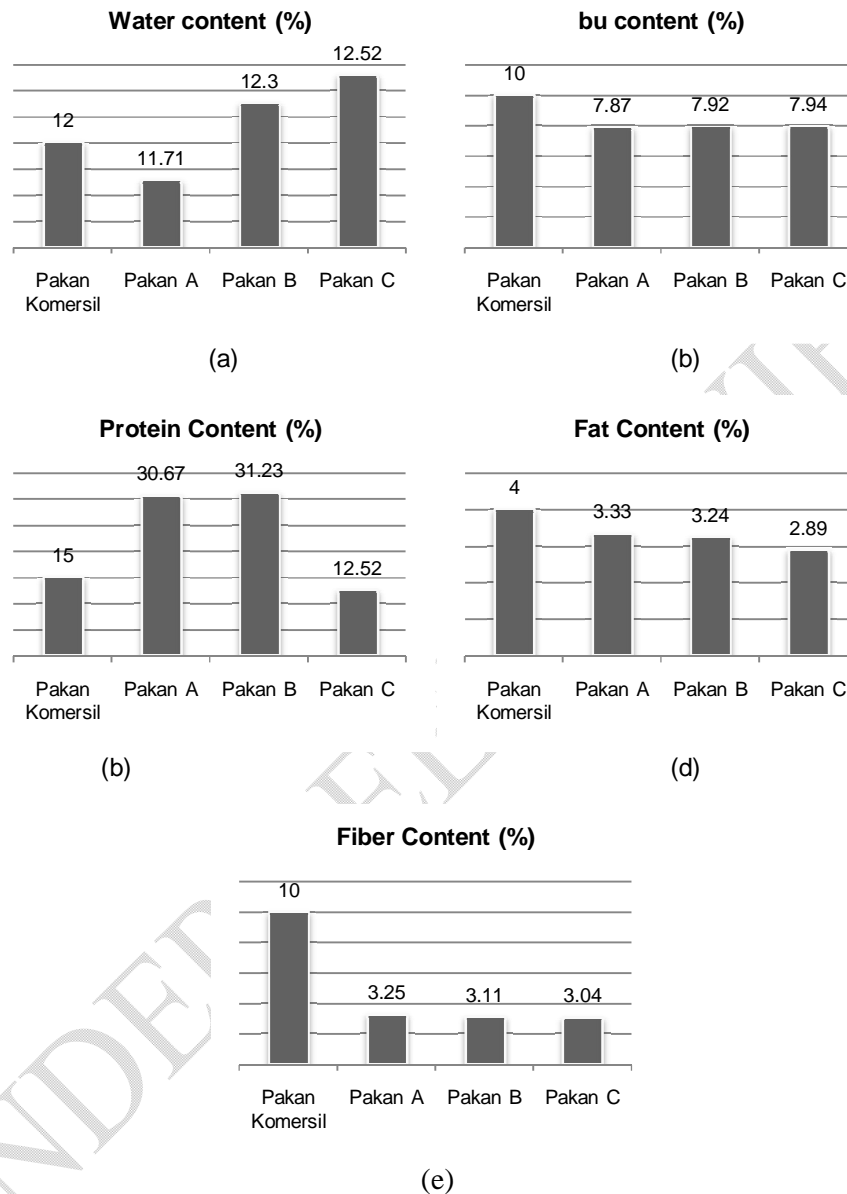 Water content (%)
12
11.71
12.3
12.52
Pakan Komersil
Pakan A
Pakan B
Pakan C
(a)
bu content (%)
10
7.87
7.92
7.94
Pakan Komersil
Pakan A
Pakan B
Pakan C
(b)
Protein Content (%)
15
30.67
31.23
12.52
Pakan Komersil
Pakan A
Pakan B
Pakan C
(b)
Fat Content (%)
4
3.33
3.24
2.89
Pakan Komersil
Pakan A
Pakan B
Pakan C
(d)
Fiber Content (%)
10
3.25
3.11
3.04
Pakan Komersil
Pakan A
Pakan B
Pakan C
(e)